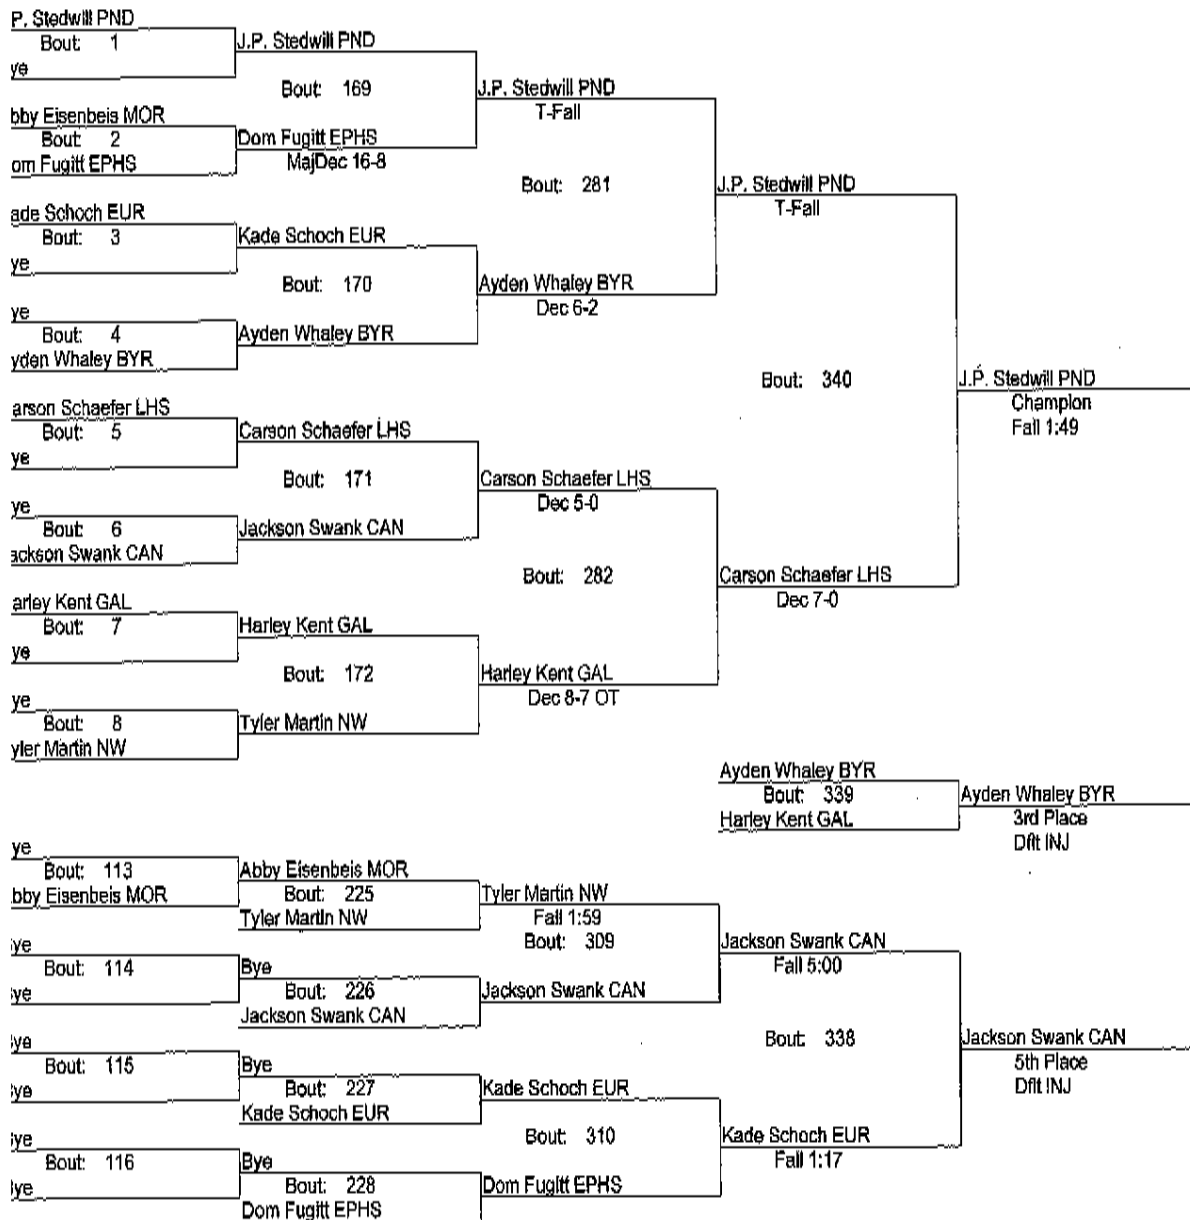 P. Stedwill PND
Bout: 1
ye
J.P. Stedwill PND
Bout: 169
bby Eisenbeis MOR
Bout: 2
om Fugitt EPHS
Dom Fugitt EPHS
MajDec 16-8
J.P. Stedwill PND
T-Fall
Bout: 281
ade Schoch EUR
Bout: 3
ye
Kade Schoch EUR
Bout: 170
ye
Bout: 4
yden Whaley BYR
Ayden Whaley BYR
Ayden Whaley BYR
Dec 6-2
J.P. Stedwill PND
T-Fall
Bout: 340
arson Schaefer LHS
Bout: 5
ye
Carson Schaefer LHS
Bout: 171
ye
Bout: 6
ackson Swank CAN
Jackson Swank CAN
Carson Schaefer LHS
Dec 5-0
Bout: 282
arley Kent GAL
Bout: 7
ye
Harley Kent GAL
Bout: 172
ye
Bout: 8
yler Martin NW
Tyler Martin NW
Harley Kent GAL
Dec 8-7 OT
Carson Schaefer LHS
Dec 7-0
J.P. Stedwill PND
Champion
Fall 1:49
Ayden Whaley BYR
Bout: 339
Harley Kent GAL
Ayden Whaley BYR
3rd Place
Dflt INJ
ye
Bout: 113
bby Eisenbeis MOR
Abby Eisenbeis MOR
Bout: 225
Tyler Martin NW
Tyler Martin NW
Fall 1:59
Bout: 309
ye
Bout: 114
ye
Bye
Bout: 226
Jackson Swank CAN
Jackson Swank CAN
Jackson Swank CAN
Fall 5:00
Bout: 338
ye
Bout: 115
ye
Bye
Bout: 227
Kade Schoch EUR
Kade Schoch EUR
Bout: 310
ye
Bout: 116
ye
Bye
Bout: 228
Dom Fugitt EPHS
Dom Fugitt EPHS
Kade Schoch EUR
Fall 1:17
Jackson Swank CAN
5th Place
Dflt INJ